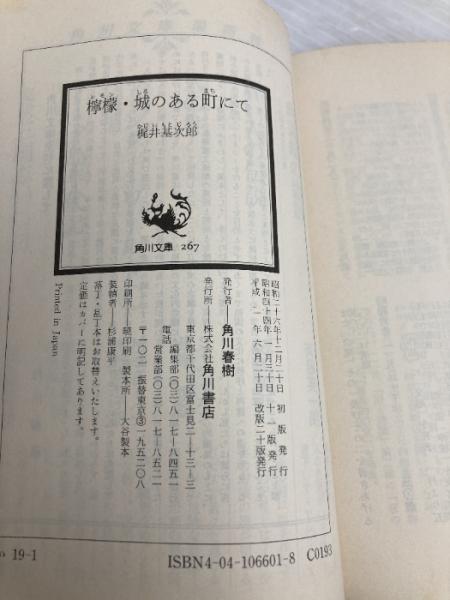 檸檬・城のある町にて
梶井基次郎
角川文庫 267
昭和二十六年十二月二十日 初版発行
昭和四十四年一月三十日 十一版発行
平成二年六月二十日 改版二十版発行
発行者――角川春樹
発行所――株式会社角川書店
東京都千代田区富士見二―十三―三
電話 編集部(〇三)八一七―八四五一
営業部(〇三)八一七―八五二一
〒一〇二 振替東京③一九五二〇八
印刷所――暁印刷 製本所――大谷製本
装幀者――杉浦康平
落丁・乱丁本はお取替えいたします。
定価はカバーに明記してあります。
Printed in Japan
19-1
ISBN4-04-106601-8 C0193